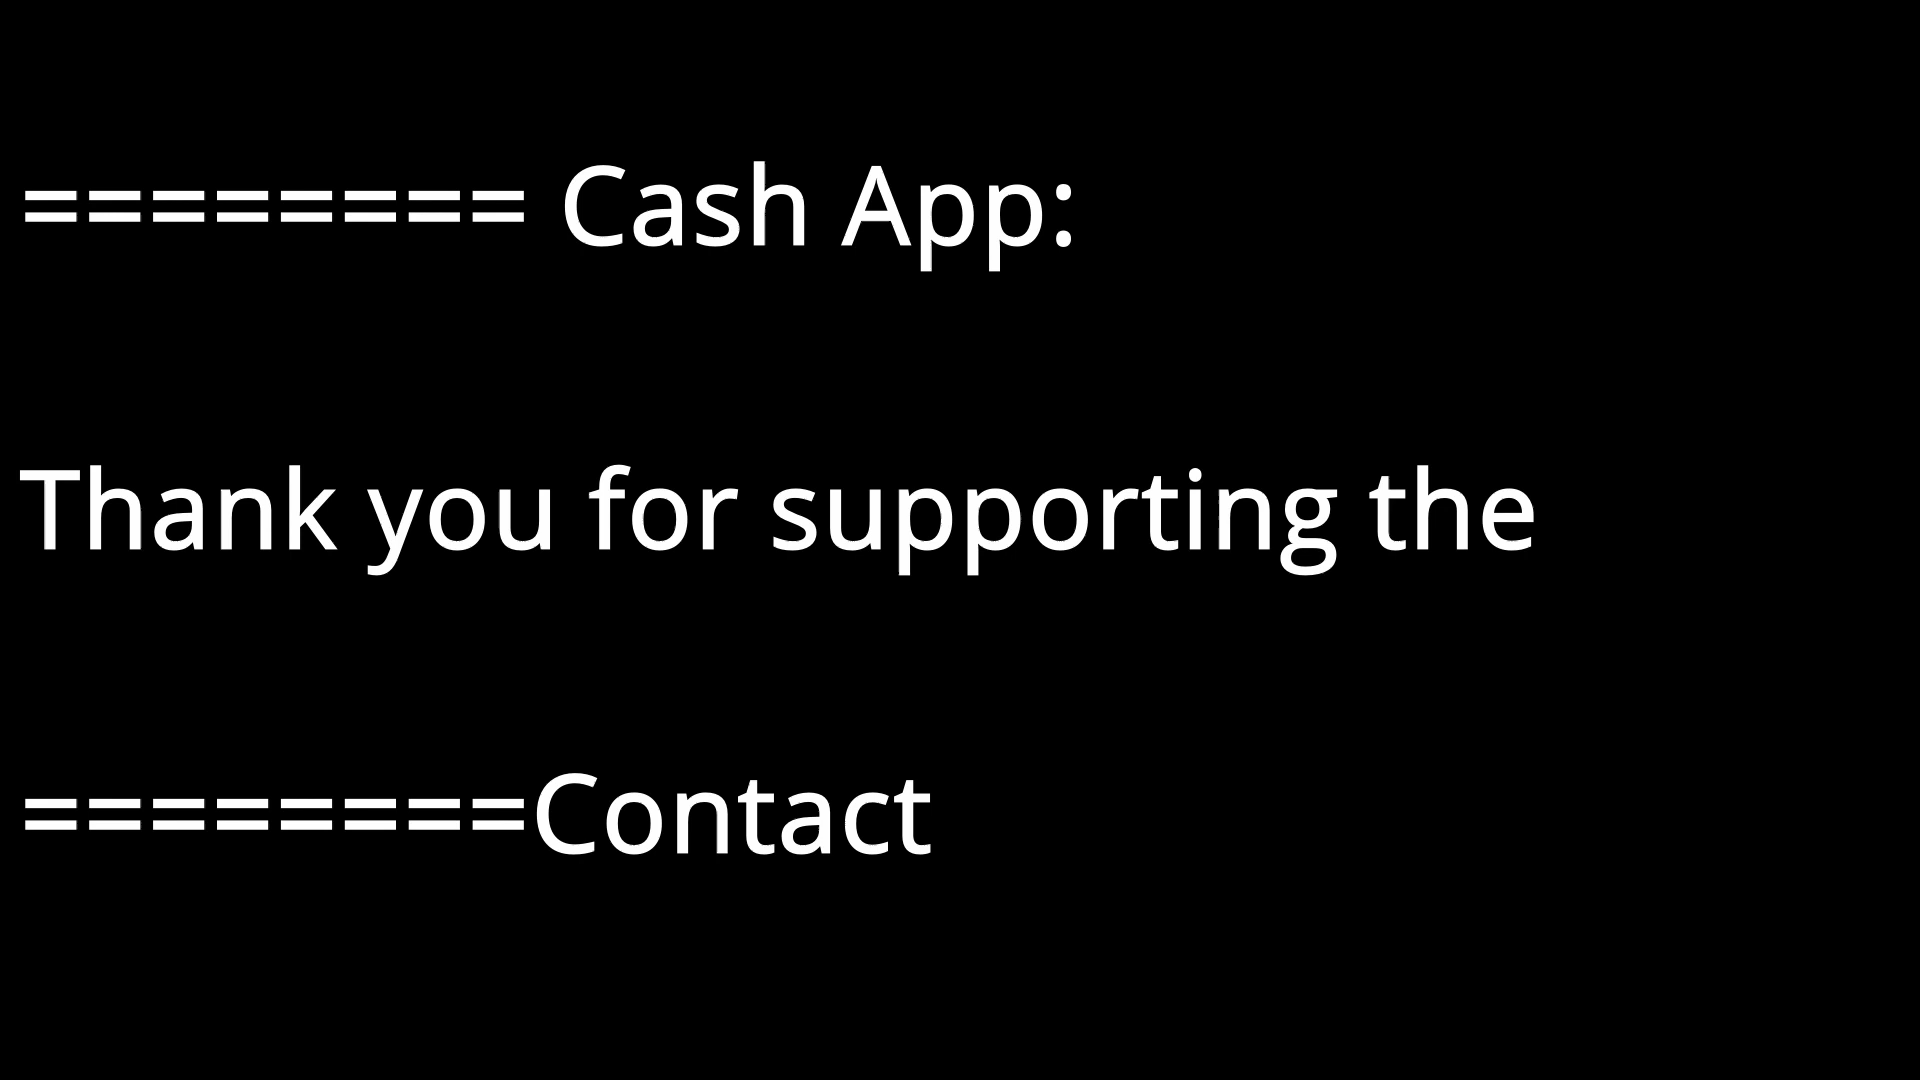 ======== Cash App:
Thank you for supporting the
========Contact